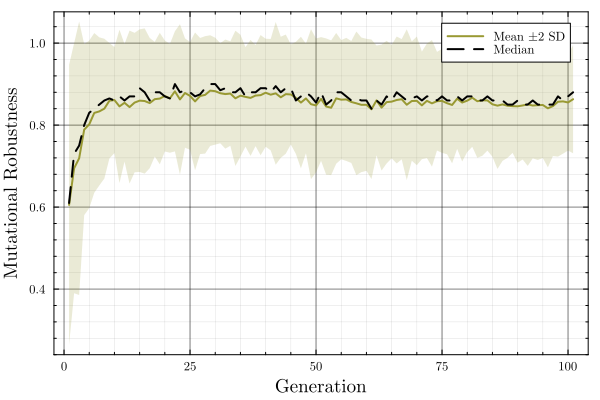 Mutational Robustness
1.0
0.8
0.6
0.4
Mean ±2 SD
Median
0 25 50 75 100
Generation